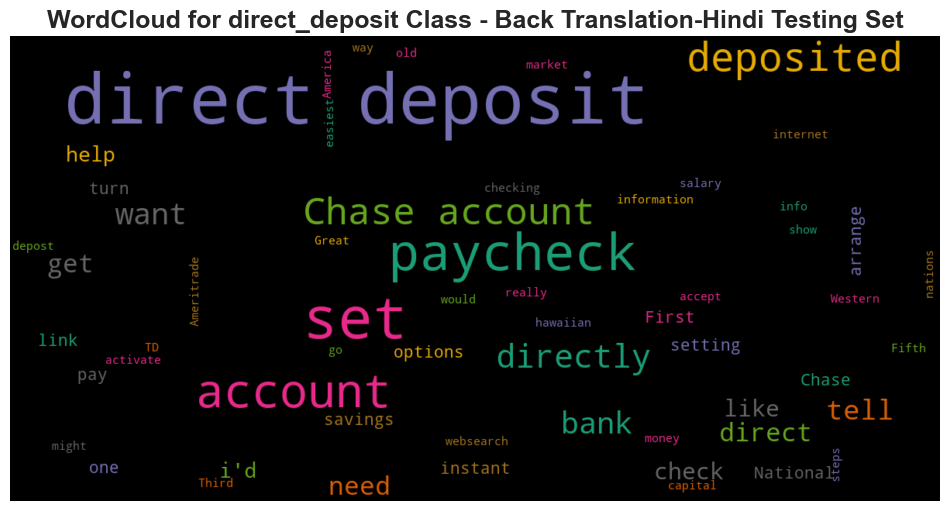 WordCloud for direct_deposit Class - Back Translation-Hindi Testing Set
way
old
America
market
deposited
direct deposit
easiest
internet
help
turn
checking
salary
information
want
Chase account
info
show
arrange
depost
Great
paycheck
get
Ameritrade
nations
would
really
accept
Western
set
hawaiian
First
link
TD
go
options
directly
setting
Fifth
activate
pay
Chase
account
savings
like
tell
bank
direct
might
websearch
money
one
i'd
instant
check
National
steps
Third
need
capital